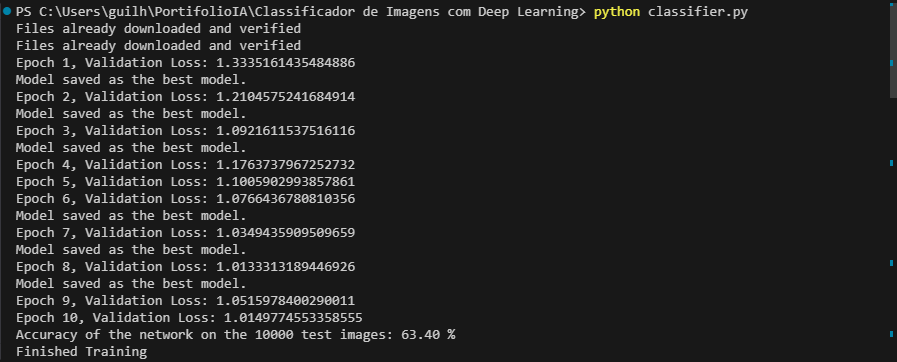 PS C:\Users\guilh\PortifolioIA\Classificador de Imagens com Deep Learning> python classifier.py
Files already downloaded and verified
Files already downloaded and verified
Epoch 1, Validation Loss: 1.3335161435484886
Model saved as the best model.
Epoch 2, Validation Loss: 1.2104575241684914
Model saved as the best model.
Epoch 3, Validation Loss: 1.0921611537516116
Model saved as the best model.
Epoch 4, Validation Loss: 1.1763737967252732
Epoch 5, Validation Loss: 1.1005902993857861
Epoch 6, Validation Loss: 1.0766436780810356
Model saved as the best model.
Epoch 7, Validation Loss: 1.0349435909509659
Model saved as the best model.
Epoch 8, Validation Loss: 1.0133313189446926
Model saved as the best model.
Epoch 9, Validation Loss: 1.0515978400290011
Epoch 10, Validation Loss: 1.0149774553358555
Accuracy of the network on the 10000 test images: 63.40 %
Finished Training